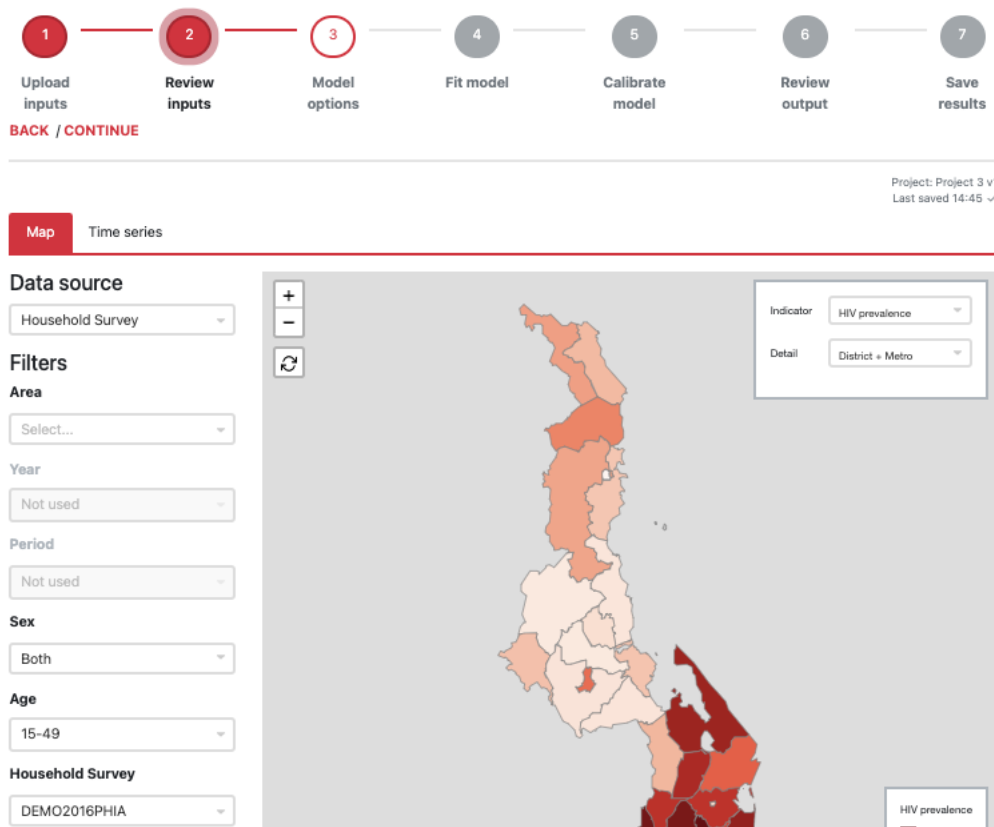 1
2
3
4
5
6
7
Upload
inputs
Review
inputs
Model
options
Fit model
Calibrate
model
Review
output
Save
results
BACK / CONTINUE
Project: Project 3 v
Last saved 14:45
Map
Time series
Data source
Household Survey
Filters
Area
Select...
Year
Not used
Period
Not used
Sex
Both
Age
15-49
Household Survey
DEMO2016PHIA
+
−
Indicator
HIV prevalence
Detail
District + Metro
HIV prevalence